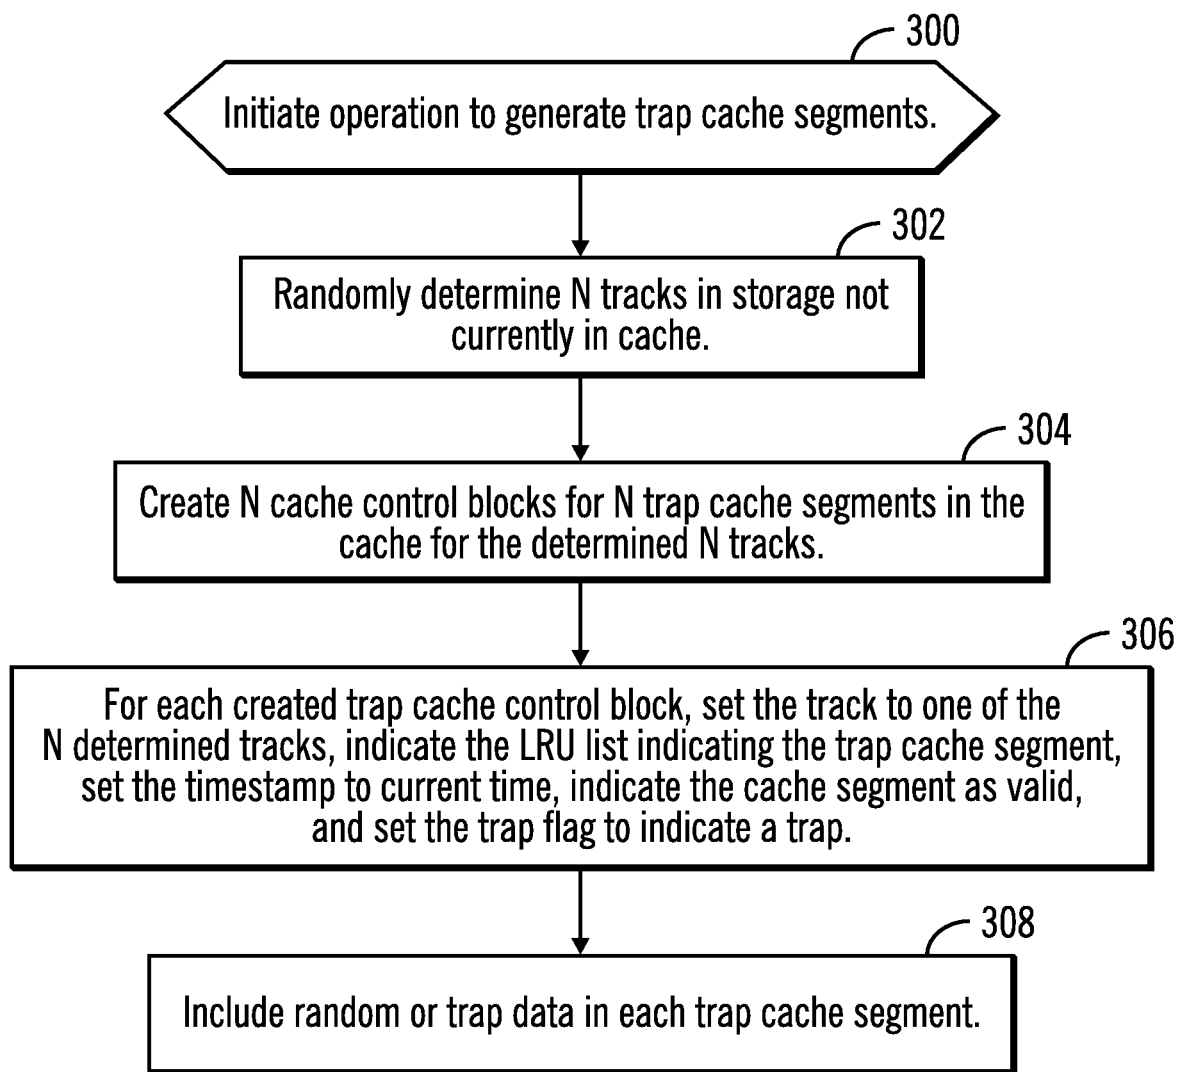 300
Initiate operation to generate trap cache segments.
302
Randomly determine N tracks in storage not
currently in cache.
304
Create N cache control blocks for N trap cache segments in the
cache for the determined N tracks.
306
For each created trap cache control block, set the track to one of the
N determined tracks, indicate the LRU list indicating the trap cache segment,
set the timestamp to current time, indicate the cache segment as valid,
and set the trap flag to indicate a trap.
308
Include random or trap data in each trap cache segment.